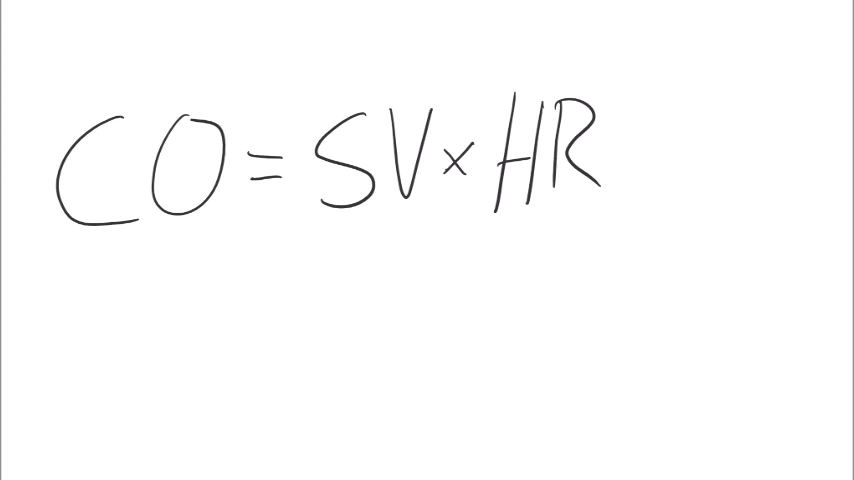 CO = SV × HR